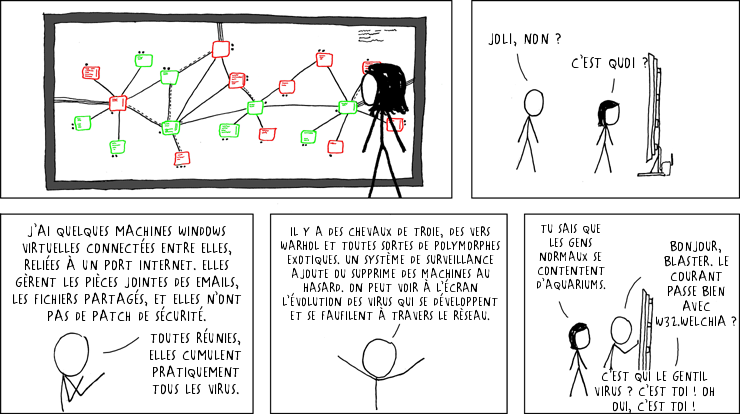 JOLI, NON ?
C'EST QUOI ?
J'AI QUELQUES MACHINES WINDOWS
VIRTUELLES CONNECTÉES ENTRE ELLES,
RELIÉES À UN PORT INTERNET. ELLES
GÈRENT LES PIÈCES JOINTES DES EMAILS,
LES FICHIERS PARTAGÉS, ET ELLES N'ONT
PAS DE PATCH DE SÉCURITÉ.
TOUTES RÉUNIES,
ELLES CUMULENT
PRATIQUEMENT
TOUS LES VIRUS.
IL Y A DES CHEVAUX DE TROIE, DES VERS
WARHOL ET TOUTES SORTES DE POLYMORPHES
EXOTIQUES. UN SYSTÈME DE SURVEILLANCE
AJOUTE OU SUPPRIME DES MACHINES AU
HASARD. ON PEUT VOIR À L'ÉCRAN
L'ÉVOLUTION DES VIRUS QUI SE DÉVELOPPENT
ET SE FAUFILENT À TRAVERS LE RÉSEAU.
TU SAIS QUE
LES GENS
NORMAUX SE
CONTENTENT
D'AQUARIUMS.
BONJOUR,
BLASTER. LE
COURANT
PASSE BIEN
AVEC
W32.WELCHIA ?
C'EST QUI LE GENTIL
VIRUS ? C'EST TOI ! OH
OUI, C'EST TOI !